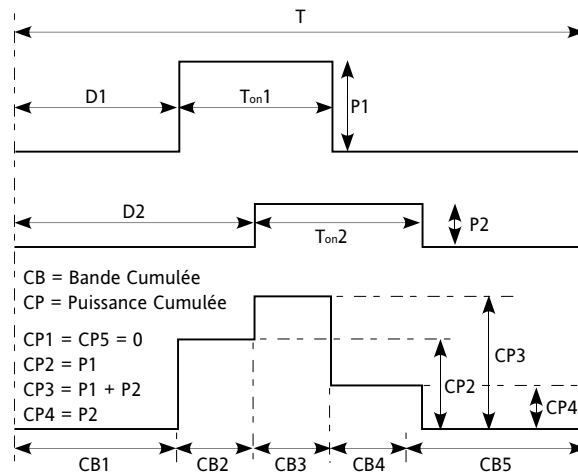 T
D1
Ton1
P1
D2
Ton2
P2
CB = Bande Cumulée
CP = Puissance Cumulée
CP1 = CP5 = 0
CP2 = P1
CP3 = P1 + P2
CP4 = P2
CP3
CP2
CP4
CB1
CB2
CB3
CB4
CB5